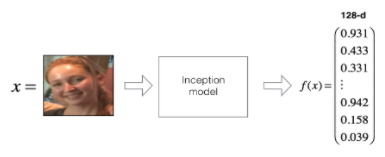 128-d
x =
Inception
model
f(x) =
0.931
0.433
0.331
⋮
0.942
0.158
0.039